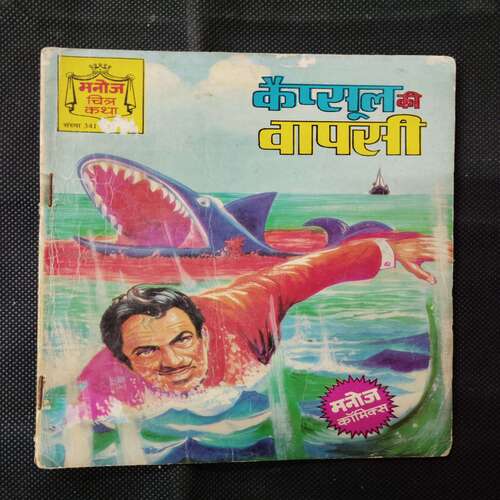 मनोज
चित्र
कथा
संख्या 341
कैप्सूल की
वापसी
मनोज
कॉमिक्स